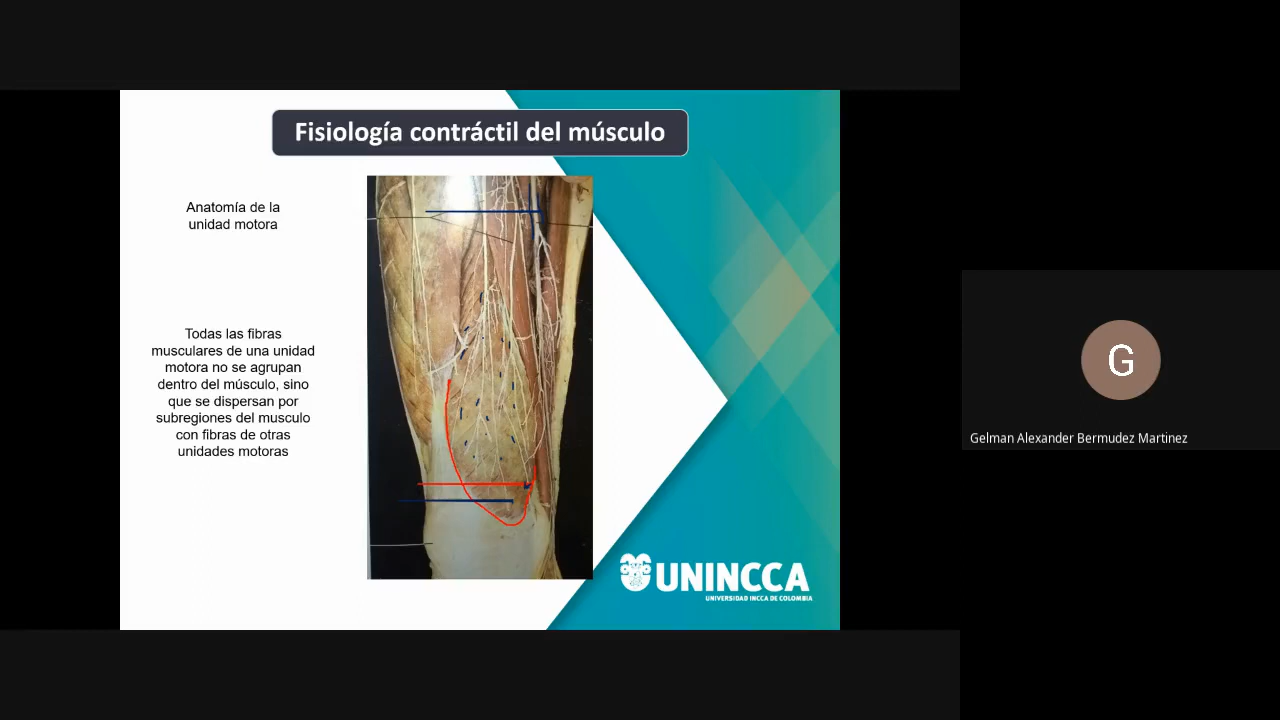 Fisiología contráctil del músculo
Anatomía de la
unidad motora
Todas las fibras
musculares de una unidad
motora no se agrupan
dentro del músculo, sino
que se dispersan por
subregiones del musculo
con fibras de otras
unidades motoras
UNINCCA
UNIVERSIDAD INCCA DE COLOMBIA
G
Gelman Alexander Bermudez Martinez